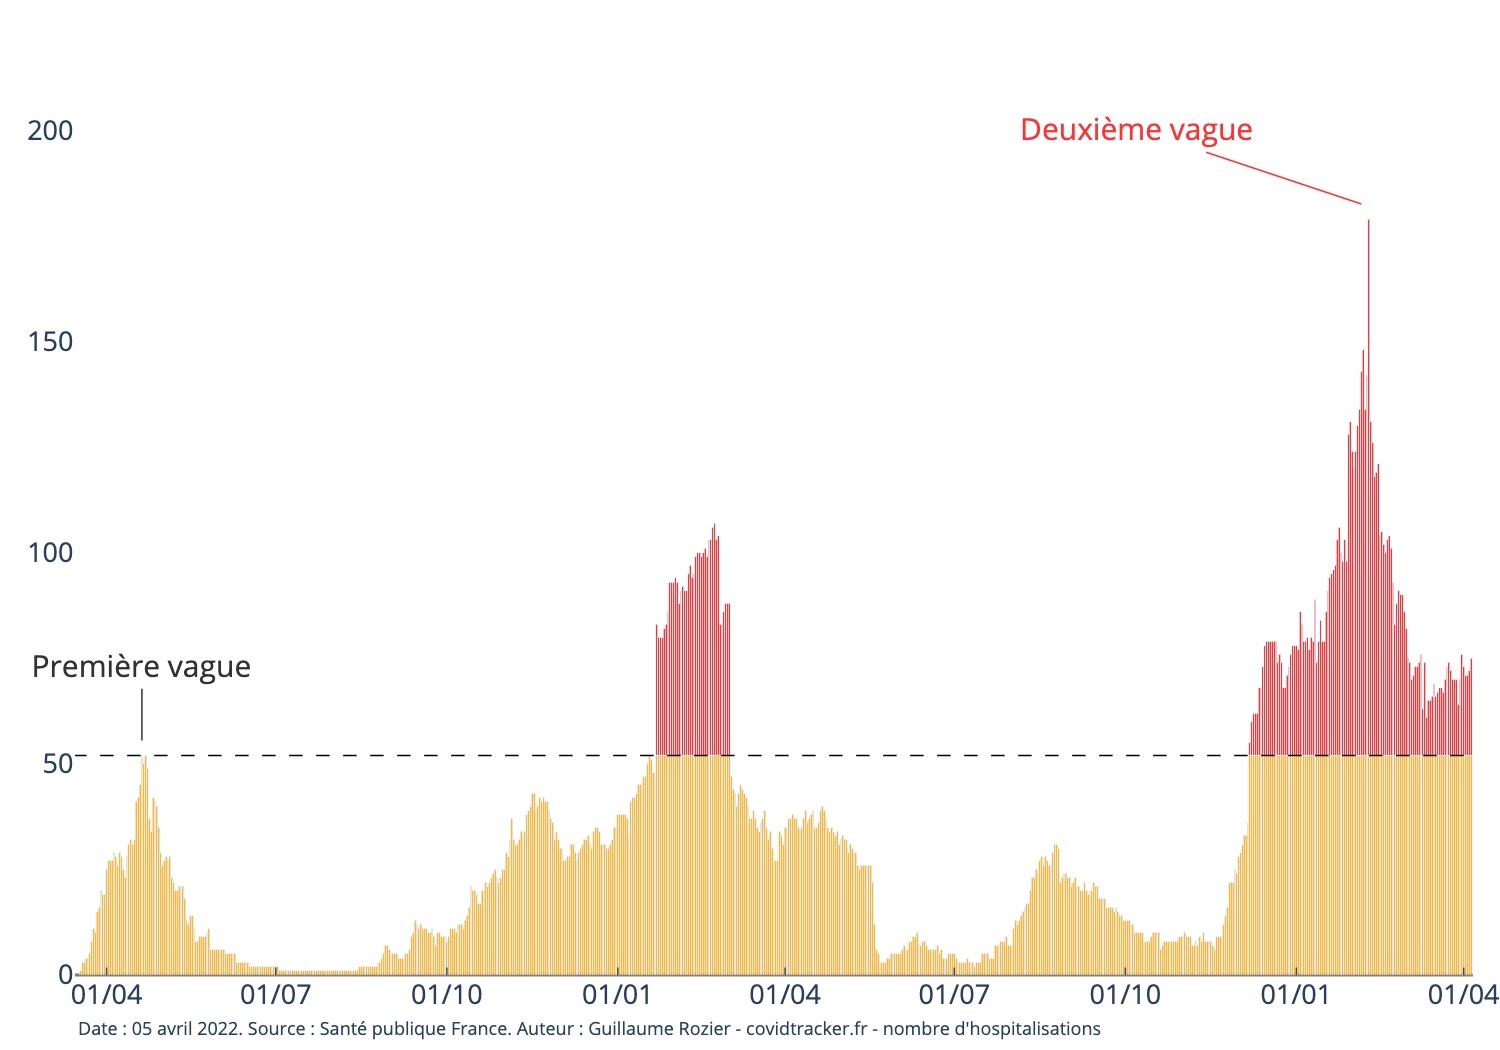 200
Deuxième vague
150
100
Première vague
50
0
01/04 01/07 01/10 01/01 01/04 01/07 01/10 01/01 01/04
Date : 05 avril 2022. Source : Santé publique France. Auteur : Guillaume Rozier - covidtracker.fr - nombre d'hospitalisations